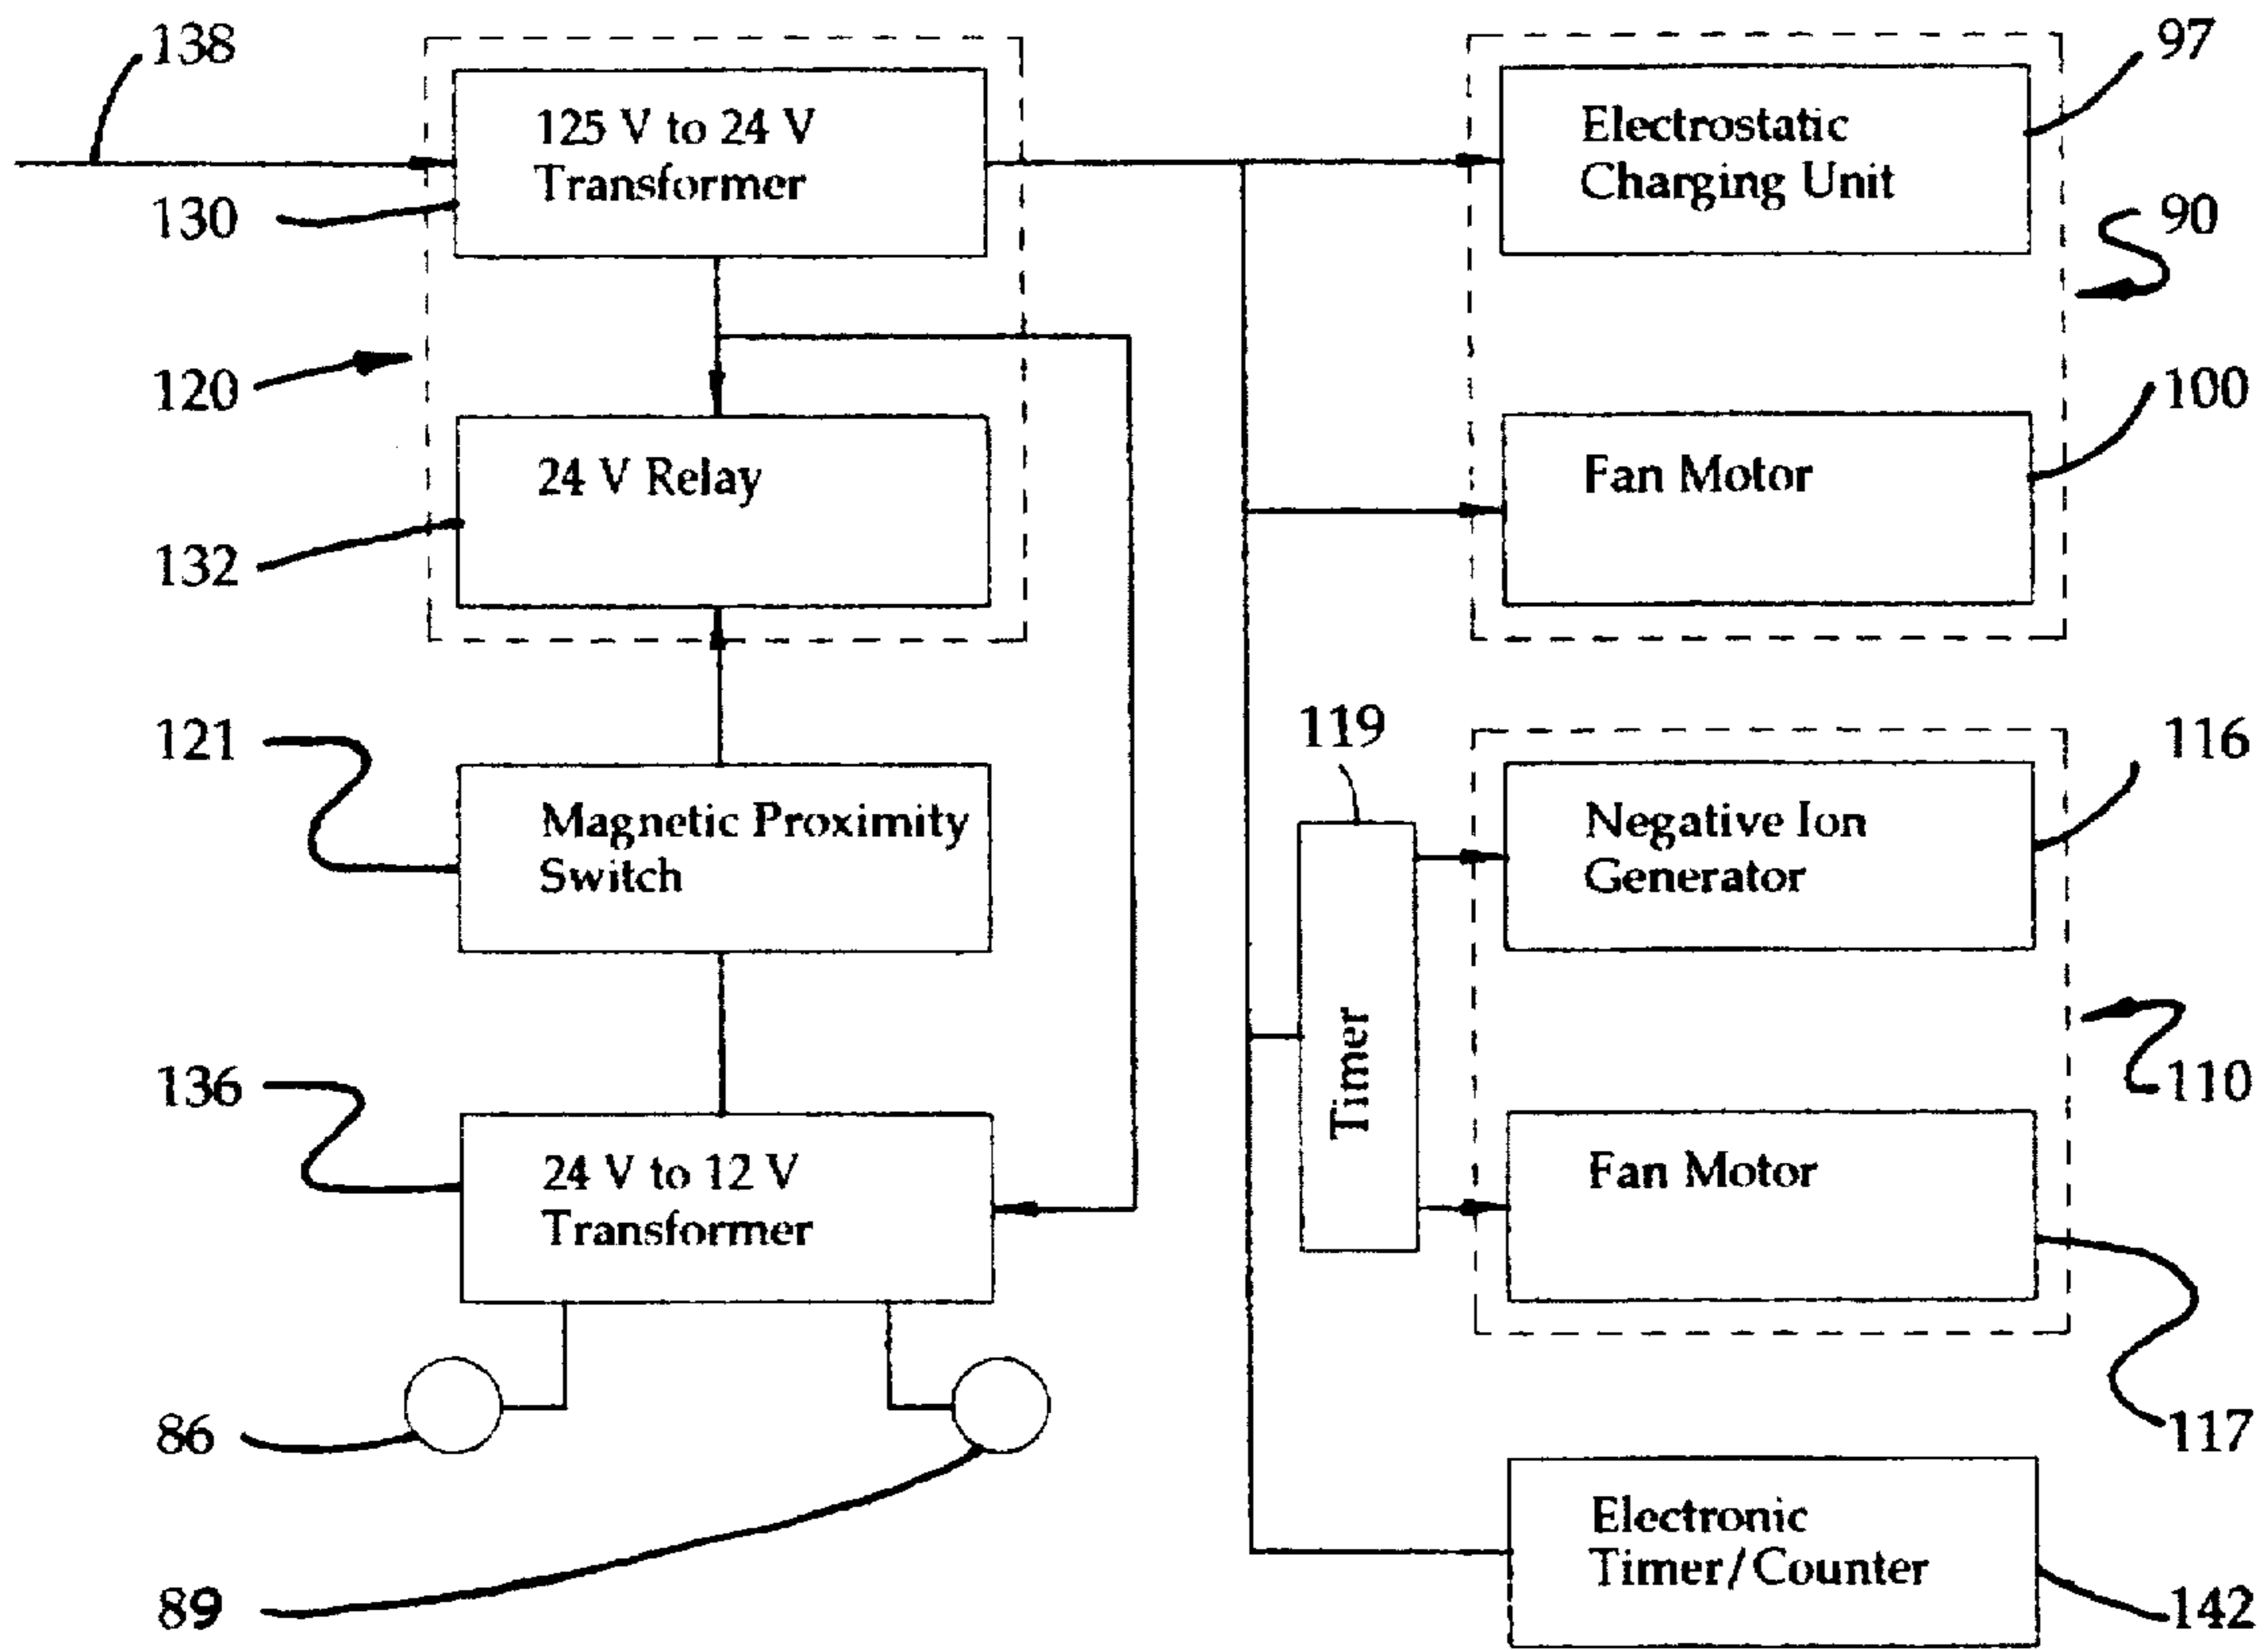 138
125 V to 24 V
Transformer
130
120
24 V Relay
132
121
Magnetic Proximity
Switch
136
24 V to 12 V
Transformer
86
89
97
Electrostatic
Charging Unit
90
100
Fan Motor
119
Timer
116
Negative Ion
Generator
110
Fan Motor
117
Electronic
Timer/Counter
142